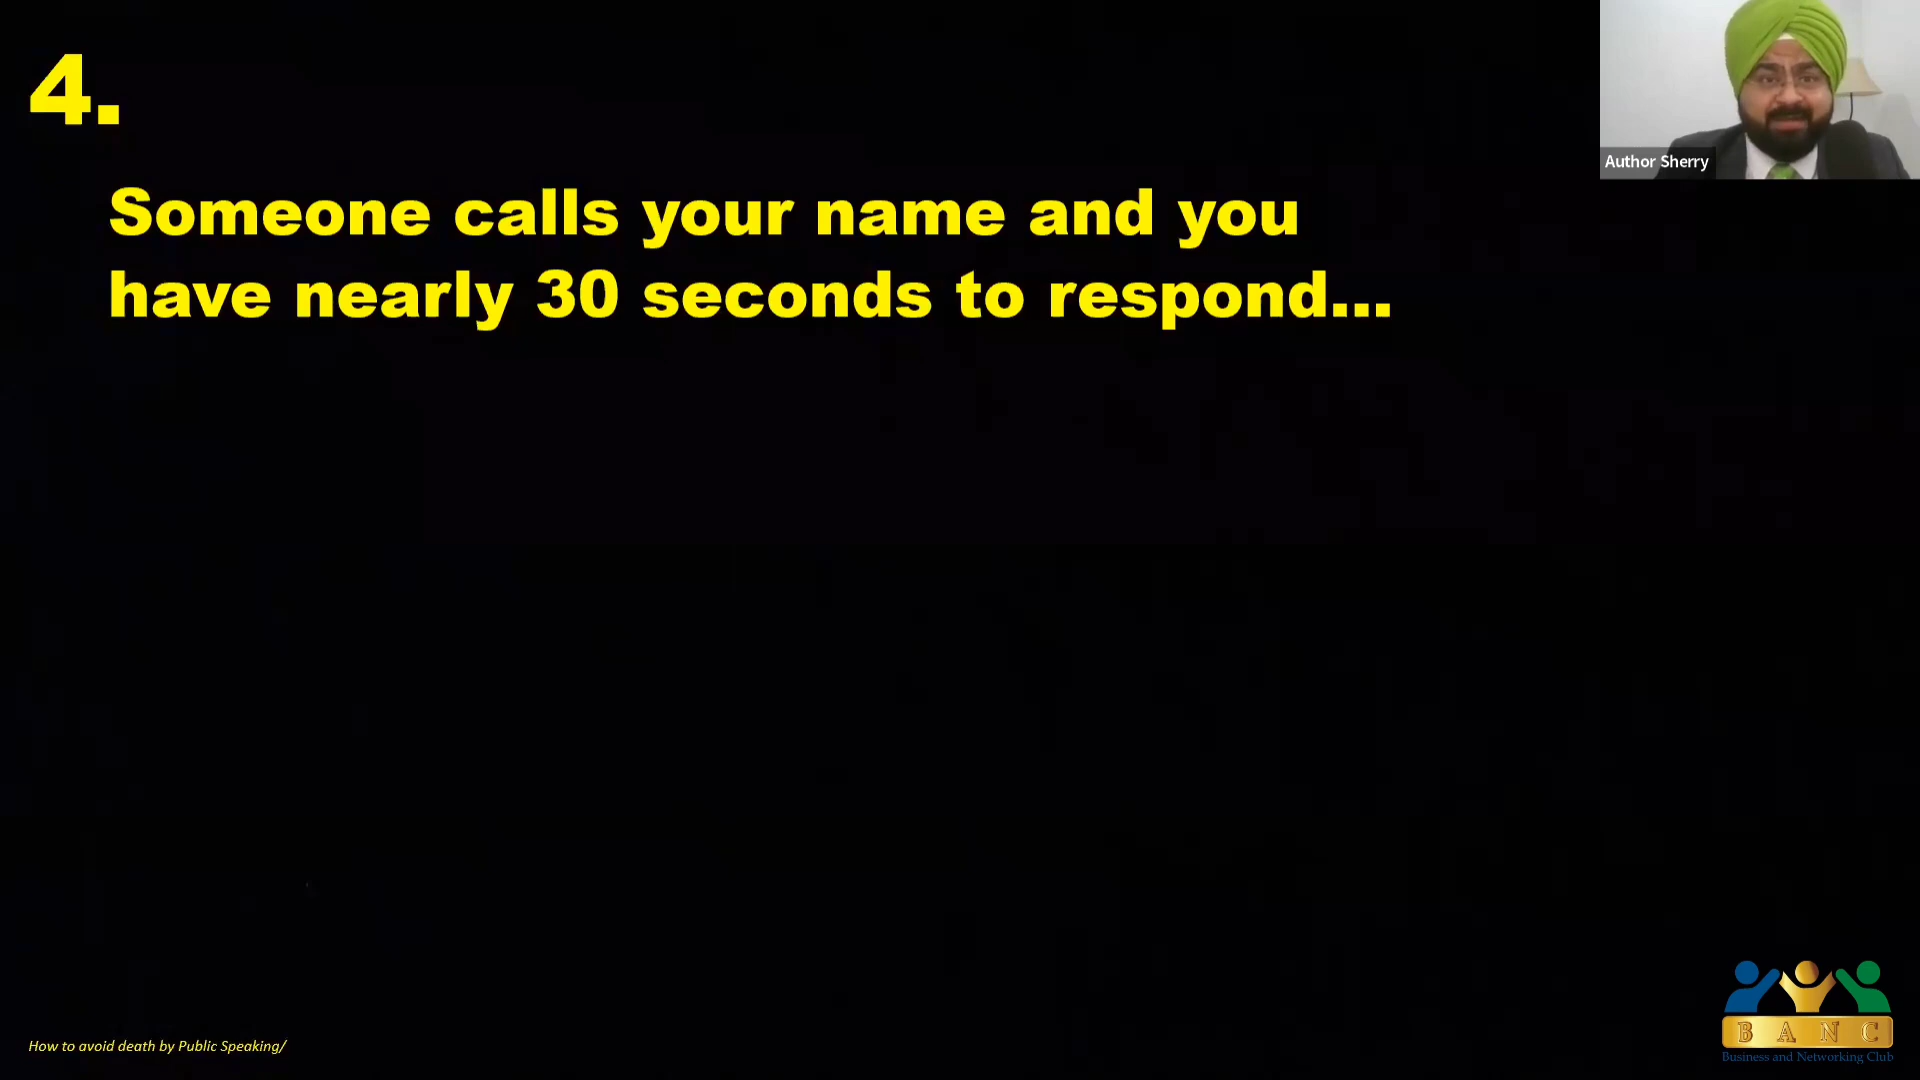 4.
Author Sherry
Someone calls your name and you
have nearly 30 seconds to respond...
How to avoid death by Public Speaking/
B A N C
Business and Networking Club